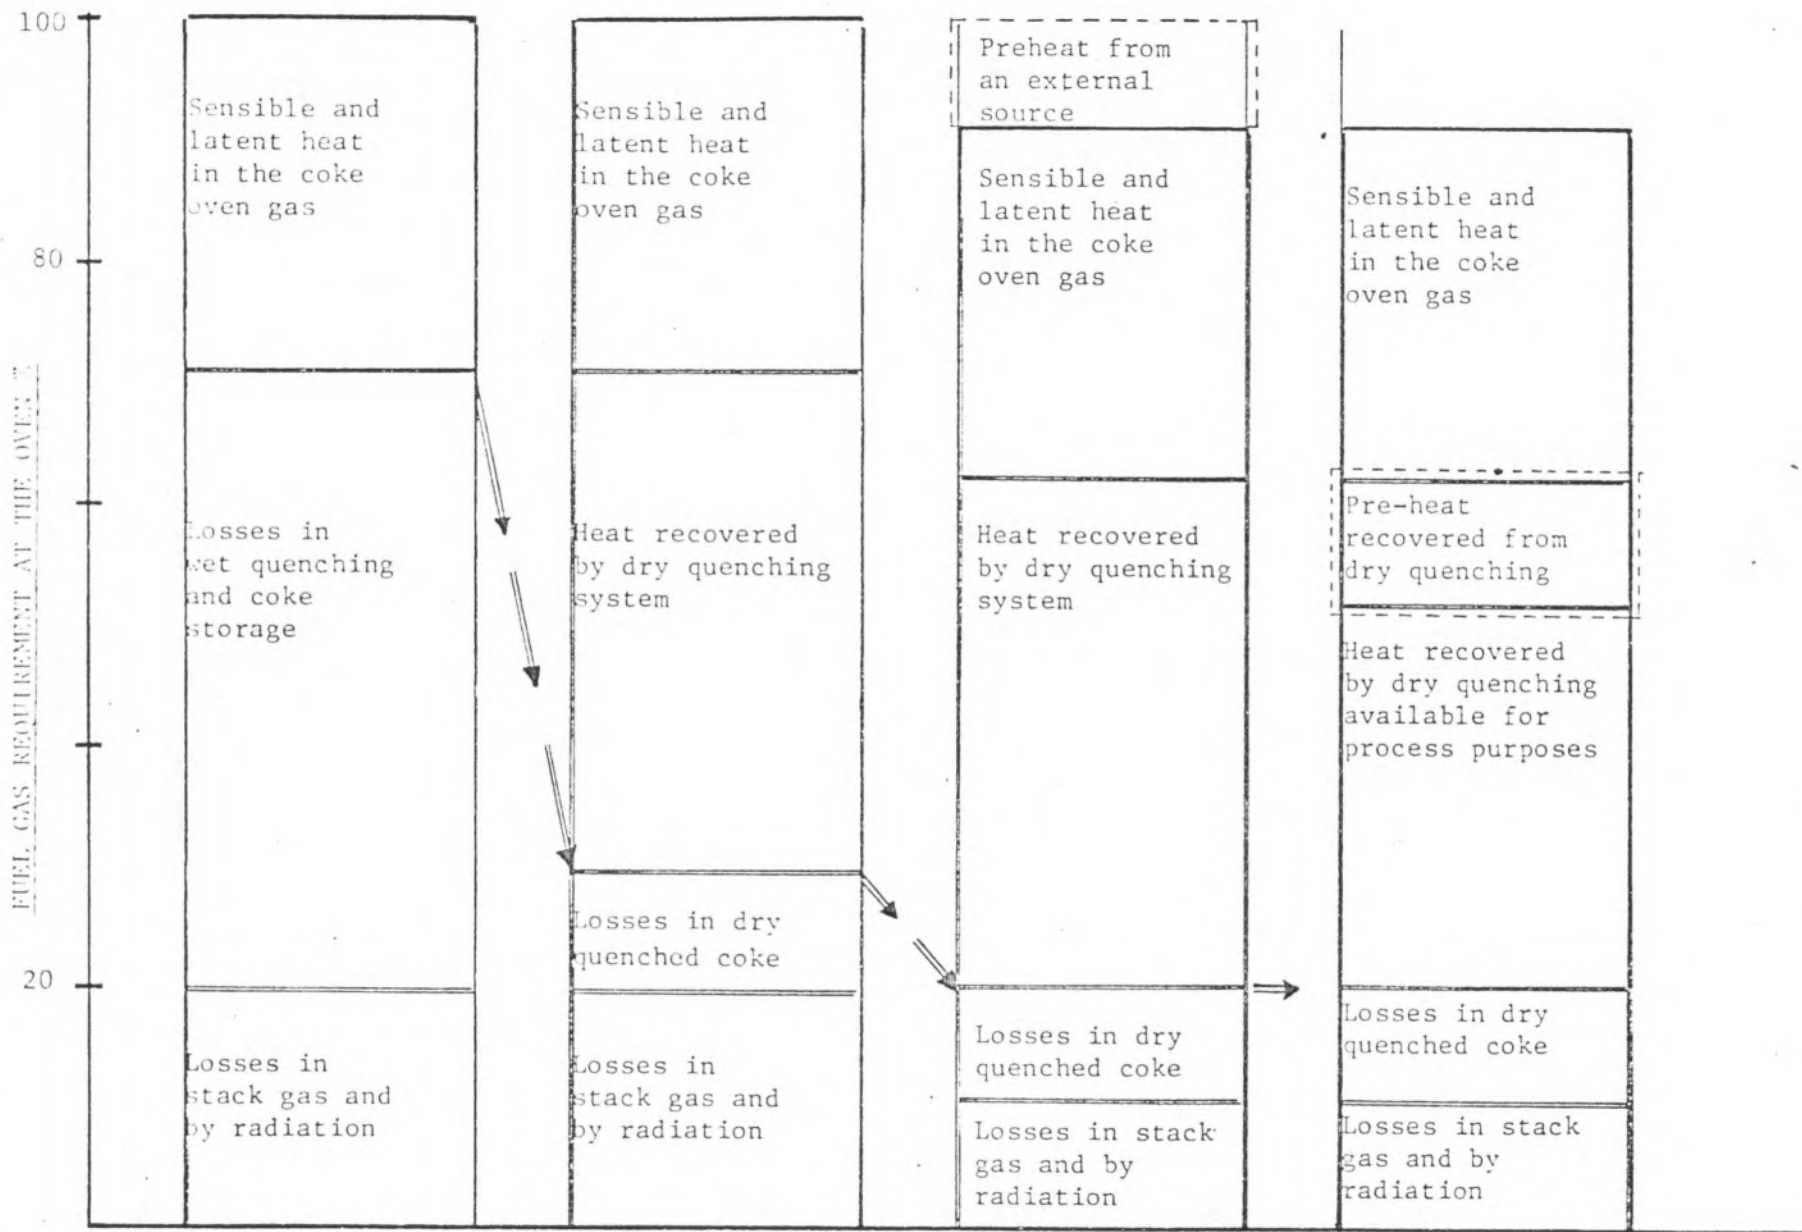 100
80
20
FUEL GAS REQUIREMENT AT THE OVEN %
Sensible and
latent heat
in the coke
oven gas
Losses in
wet quenching
and coke
storage
Losses in
stack gas and
by radiation
Sensible and
latent heat
in the coke
oven gas
Heat recovered
by dry quenching
system
Losses in dry
quenched coke
Losses in
stack gas and
by radiation
Preheat from
an external
source
Sensible and
latent heat
in the coke
oven gas
Heat recovered
by dry quenching
system
Losses in dry
quenched coke
Losses in stack
gas and by
radiation
Sensible and
latent heat
in the coke
oven gas
Pre-heat
recovered from
dry quenching
Heat recovered
by dry quenching
available for
process purposes
Losses in dry
quenched coke
Losses in stack
gas and by
radiation